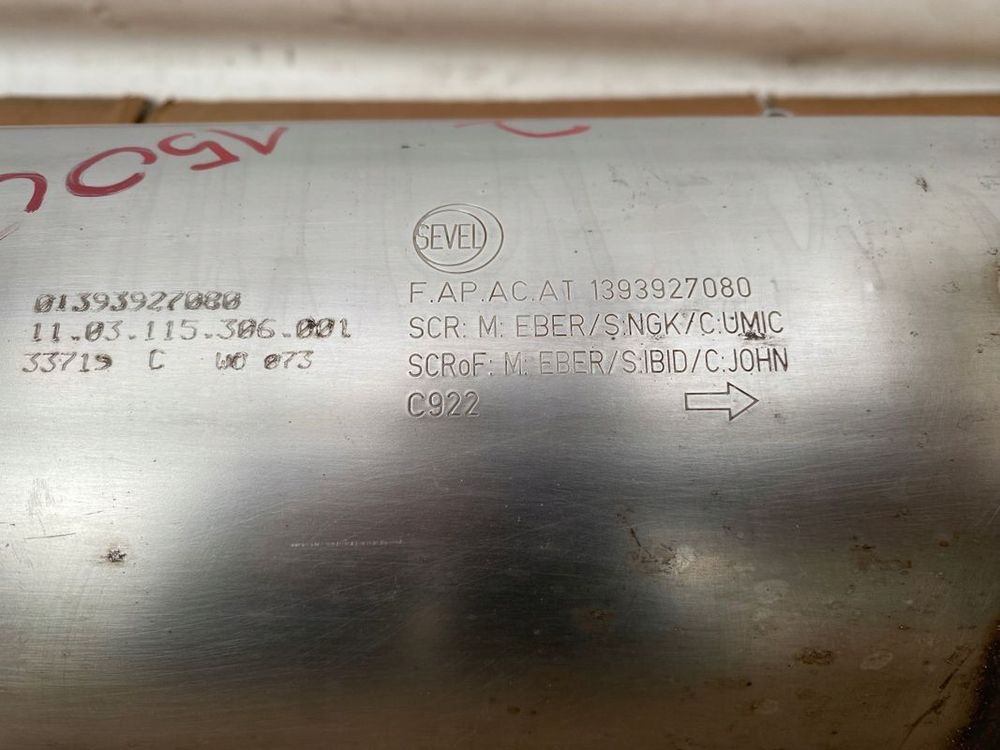 SEVEL
01393927080
11.03.115.306.001
33719 C WO 073
F.AP.AC.AT 1393927080
SCR: M: EBER/S:NGK/C:UMIC
SCRoF: M: EBER/S:IBID/C:JOHN
C922